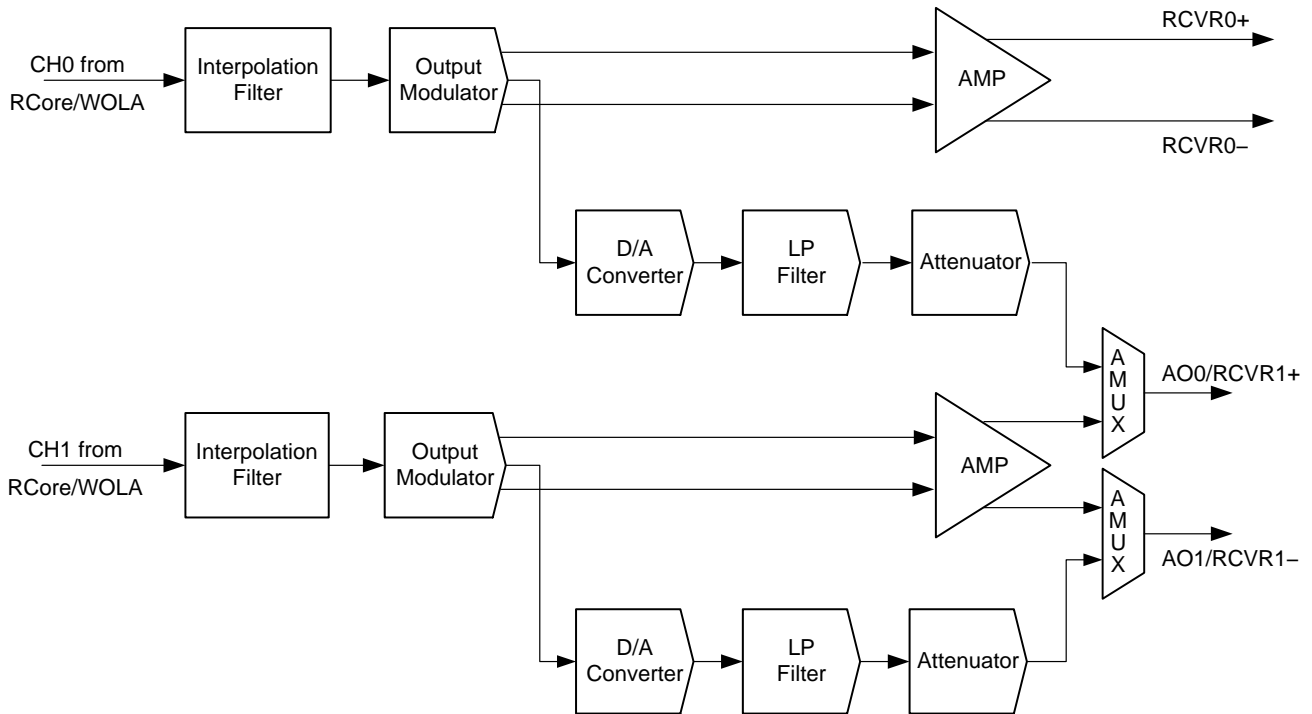 RCVR0+
CH0 from
RCore/WOLA
Interpolation
Filter
Output
Modulator
AMP
RCVR0–
D/A
Converter
LP
Filter
Attenuator
A
M
U
X
AO0/RCVR1+
CH1 from
RCore/WOLA
Interpolation
Filter
Output
Modulator
AMP
A
M
U
X
AO1/RCVR1–
D/A
Converter
LP
Filter
Attenuator